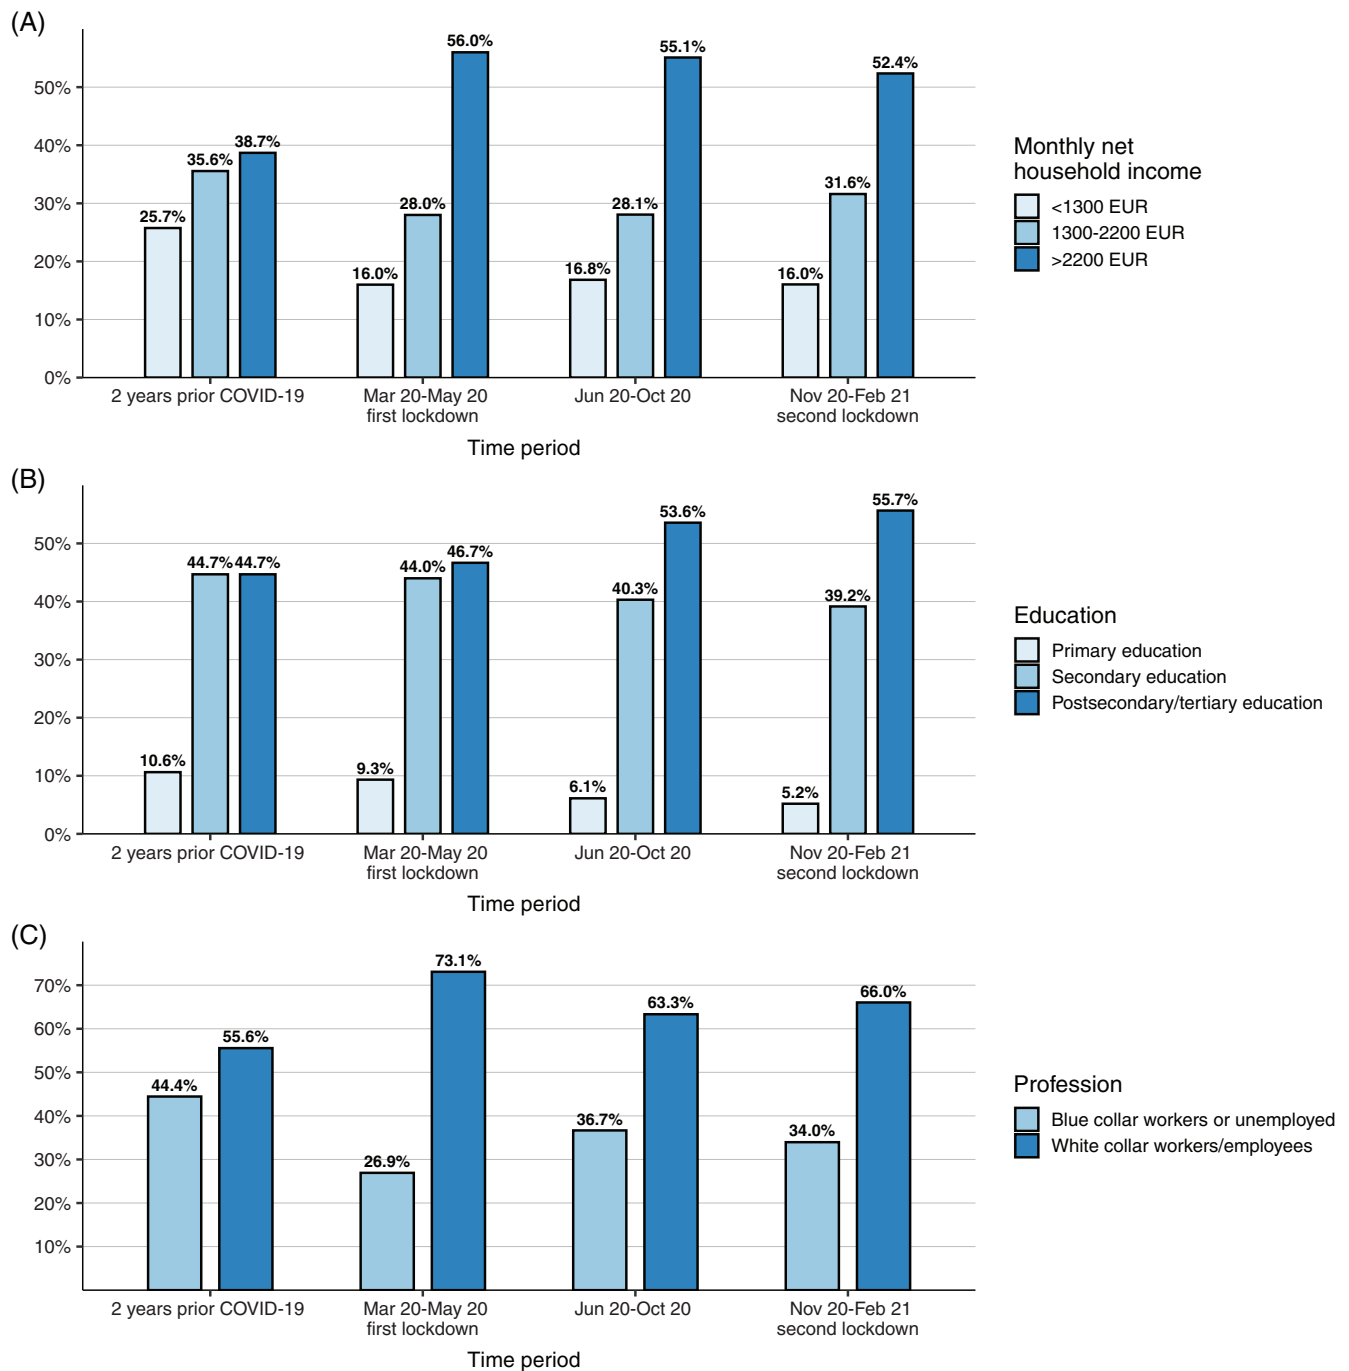 (A)
56.0%
55.1%
52.4%
50%
40%
38.7%
35.6%
31.6%
30%
28.0%
28.1%
25.7%
20%
16.0%
16.8%
16.0%
10%
0%
2 years prior COVID-19
Mar 20-May 20
first lockdown
Jun 20-Oct 20
Nov 20-Feb 21
second lockdown
Time period
Monthly net
household income
<1300 EUR
1300-2200 EUR
>2200 EUR
(B)
55.7%
53.6%
50%
44.7%
44.7%
44.0%
46.7%
40.3%
39.2%
40%
30%
20%
10.6%
9.3%
6.1%
5.2%
10%
0%
2 years prior COVID-19
Mar 20-May 20
first lockdown
Jun 20-Oct 20
Nov 20-Feb 21
second lockdown
Time period
Education
Primary education
Secondary education
Postsecondary/tertiary education
(C)
73.1%
70%
66.0%
63.3%
60%
55.6%
50%
44.4%
40%
36.7%
34.0%
30%
26.9%
20%
10%
2 years prior COVID-19
Mar 20-May 20
first lockdown
Jun 20-Oct 20
Nov 20-Feb 21
second lockdown
Time period
Profession
Blue collar workers or unemployed
White collar workers/employees